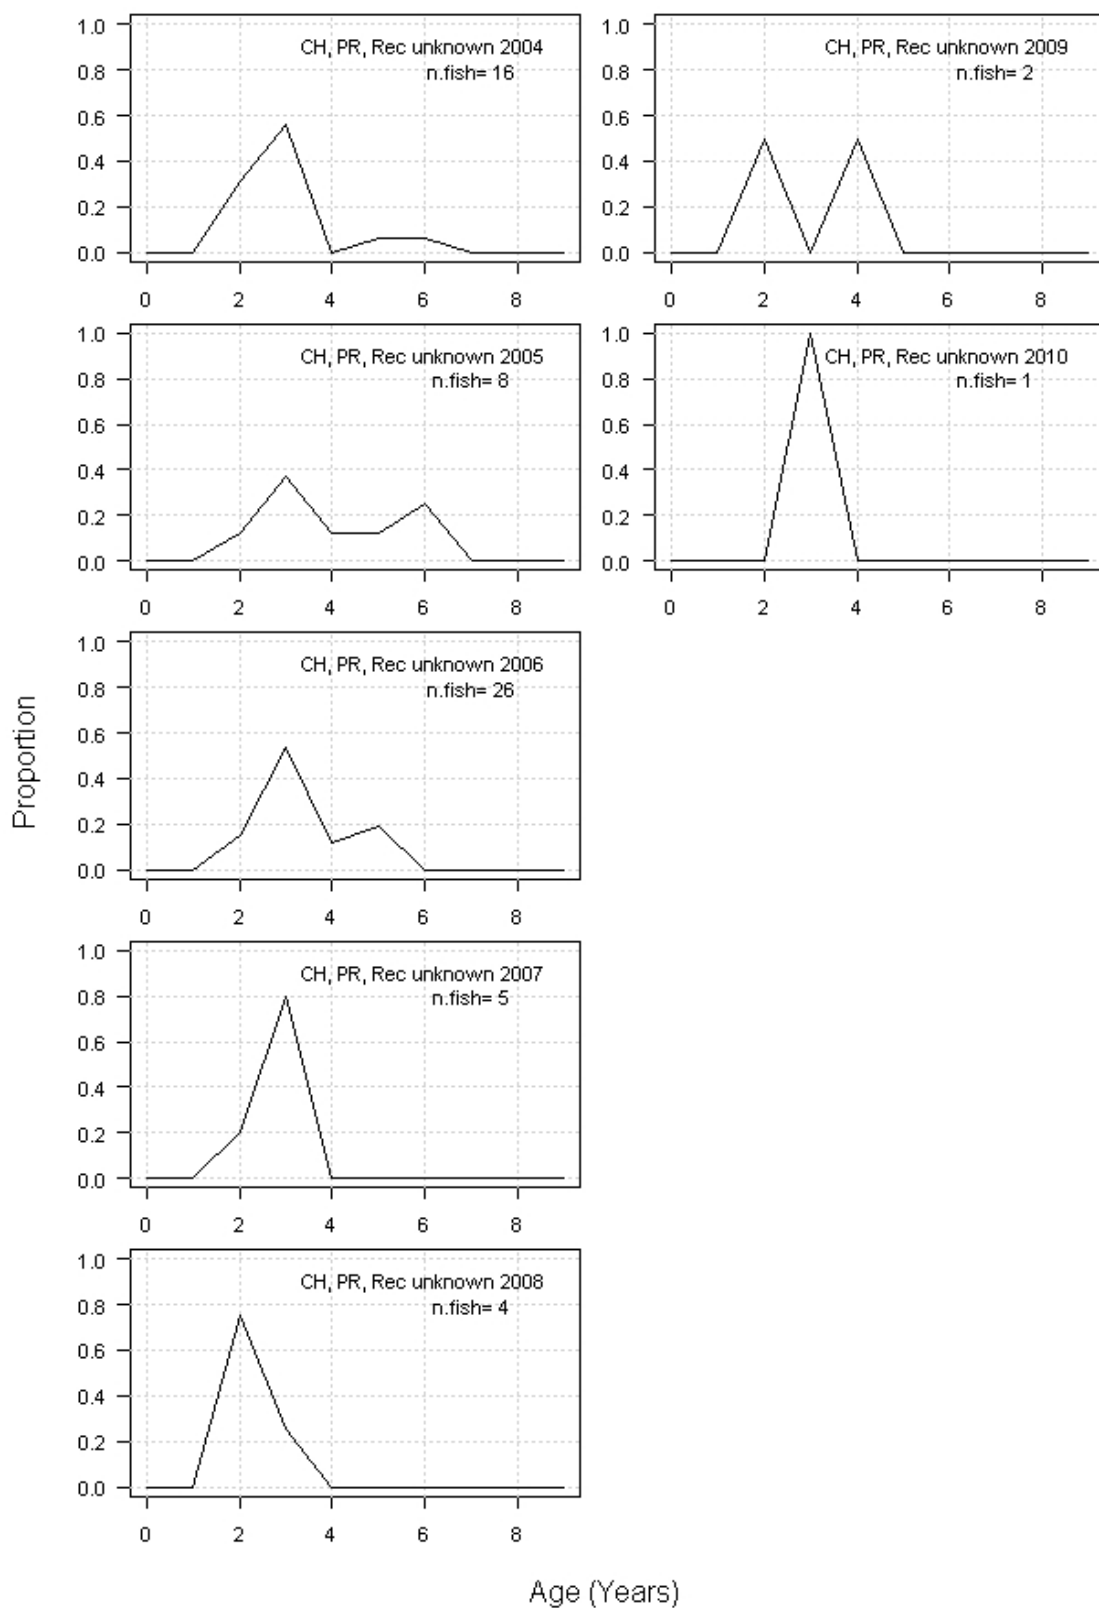 Proportion
1.0
0.8
0.6
0.4
0.2
0.0
CH, PR, Rec unknown 2004
n.fish= 16
0 2 4 6 8
1.0
0.8
0.6
0.4
0.2
0.0
CH, PR, Rec unknown 2005
n.fish= 8
0 2 4 6 8
1.0
0.8
0.6
0.4
0.2
0.0
CH, PR, Rec unknown 2006
n.fish= 26
0 2 4 6 8
1.0
0.8
0.6
0.4
0.2
0.0
CH, PR, Rec unknown 2007
n.fish= 5
0 2 4 6 8
1.0
0.8
0.6
0.4
0.2
0.0
CH, PR, Rec unknown 2008
n.fish= 4
0 2 4 6 8
1.0
0.8
0.6
0.4
0.2
0.0
CH, PR, Rec unknown 2009
n.fish= 2
0 2 4 6 8
1.0
0.8
0.6
0.4
0.2
0.0
CH, PR, Rec unknown 2010
n.fish= 1
0 2 4 6 8
Age (Years)